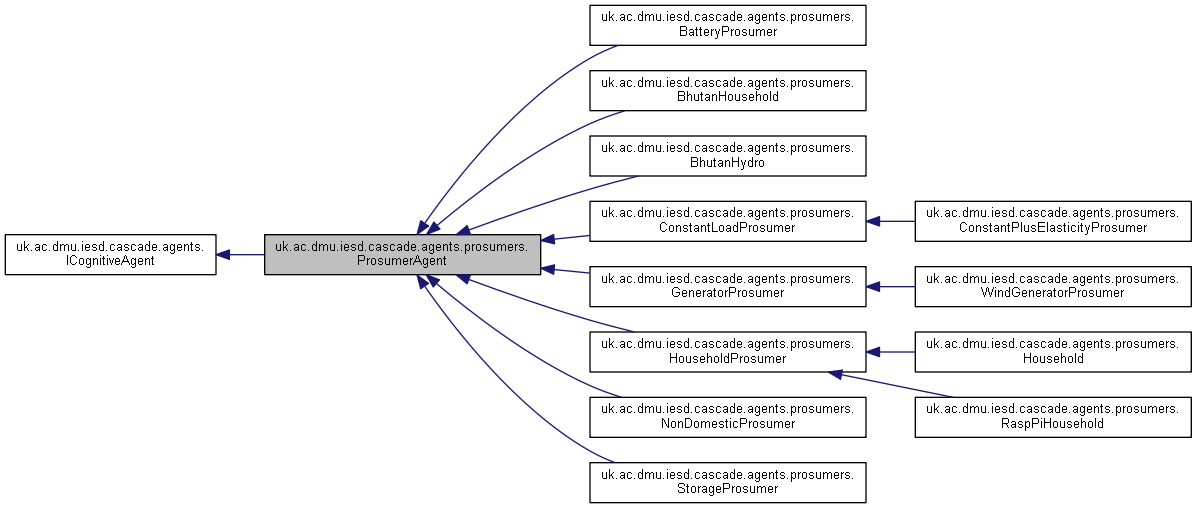 uk.ac.dmu.iesd.cascade.agents.
ICognitiveAgent
uk.ac.dmu.iesd.cascade.agents.prosumers.
ProsumerAgent
uk.ac.dmu.iesd.cascade.agents.prosumers.
BatteryProsumer
uk.ac.dmu.iesd.cascade.agents.prosumers.
BhutanHousehold
uk.ac.dmu.iesd.cascade.agents.prosumers.
BhutanHydro
uk.ac.dmu.iesd.cascade.agents.prosumers.
ConstantLoadProsumer
uk.ac.dmu.iesd.cascade.agents.prosumers.
ConstantPlusElasticityProsumer
uk.ac.dmu.iesd.cascade.agents.prosumers.
GeneratorProsumer
uk.ac.dmu.iesd.cascade.agents.prosumers.
WindGeneratorProsumer
uk.ac.dmu.iesd.cascade.agents.prosumers.
HouseholdProsumer
uk.ac.dmu.iesd.cascade.agents.prosumers.
Household
uk.ac.dmu.iesd.cascade.agents.prosumers.
RaspPiHousehold
uk.ac.dmu.iesd.cascade.agents.prosumers.
NonDomesticProsumer
uk.ac.dmu.iesd.cascade.agents.prosumers.
StorageProsumer